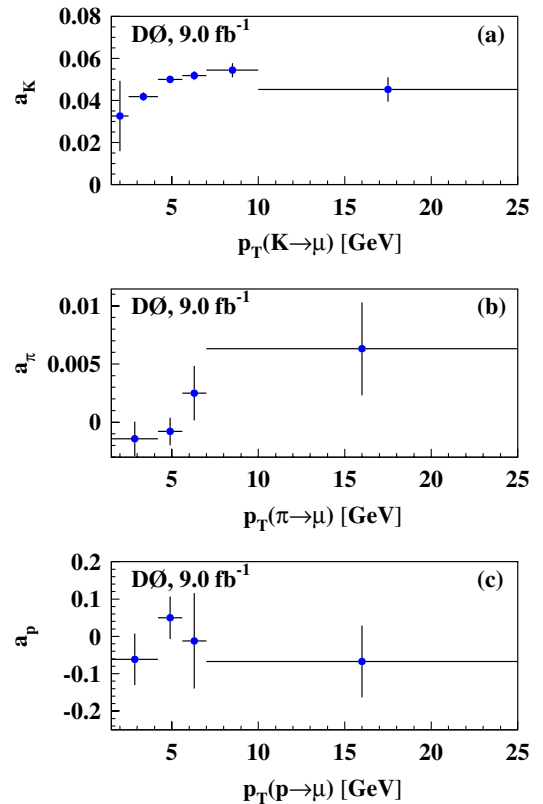 DØ, 9.0 fb⁻¹
(a)
a_K
0.08
0.06
0.04
0.02
0
5 10 15 20 25
p_T(K→μ) [GeV]
DØ, 9.0 fb⁻¹
(b)
a_π
0.01
0.005
0
5 10 15 20 25
p_T(π→μ) [GeV]
DØ, 9.0 fb⁻¹
(c)
a_p
0.2
0.1
0
-0.1
-0.2
5 10 15 20 25
p_T(p→μ) [GeV]